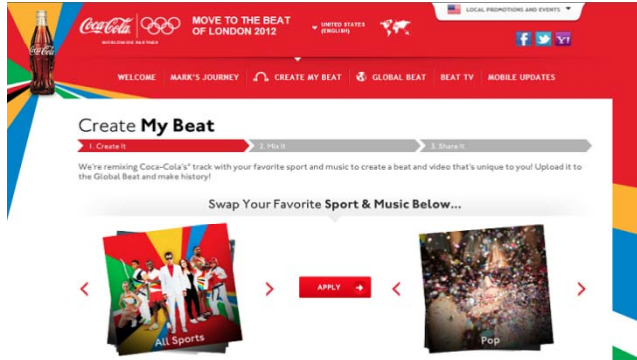 LOCAL PROMOTIONS AND EVENTS
Coca-Cola
Coca-Cola
WORLDWIDE PARTNER
MOVE TO THE BEAT
OF LONDON 2012
UNITED STATES
(ENGLISH)
f
Y!
WELCOME MARK'S JOURNEY CREATE MY BEAT GLOBAL BEAT BEAT TV MOBILE UPDATES
Create My Beat
1. Create It 2. Mix It 3. Share It
We're remixing Coca-Cola's* track with your favorite sport and music to create a beat and video that's unique to you! Upload it to
the Global Beat and make history!
Swap Your Favorite Sport & Music Below...
APPLY
All Sports
Pop